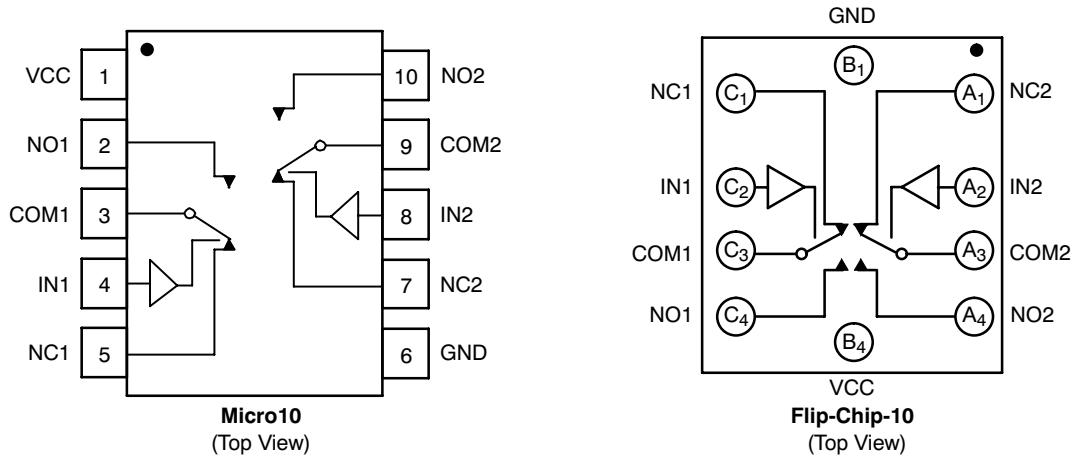 VCC 1
NO1 2
COM1 3
IN1 4
NC1 5
10 NO2
9 COM2
8 IN2
7 NC2
6 GND
Micro10
(Top View)
GND
B1
NC1 C1
A1 NC2
IN1 C2
A2 IN2
COM1 C3
A3 COM2
NO1 C4
A4 NO2
B4
VCC
Flip-Chip-10
(Top View)